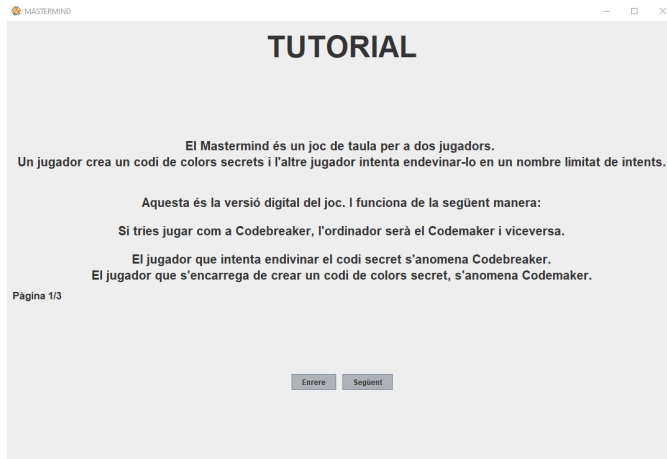 MASTERMIND
TUTORIAL
El Mastermind és un joc de taula per a dos jugadors.
Un jugador crea un codi de colors secrets i l'altre jugador intenta endevinar-lo en un nombre limitat de intents.
Aquesta és la versió digital del joc. I funciona de la següent manera:
Si tries jugar com a Codebreaker, l'ordinador serà el Codemaker i viceversa.
El jugador que intenta endivinar el codi secret s'anomena Codebreaker.
El jugador que s'encarrega de crear un codi de colors secret, s'anomena Codemaker.
Pàgina 1/3
Enrere Següent